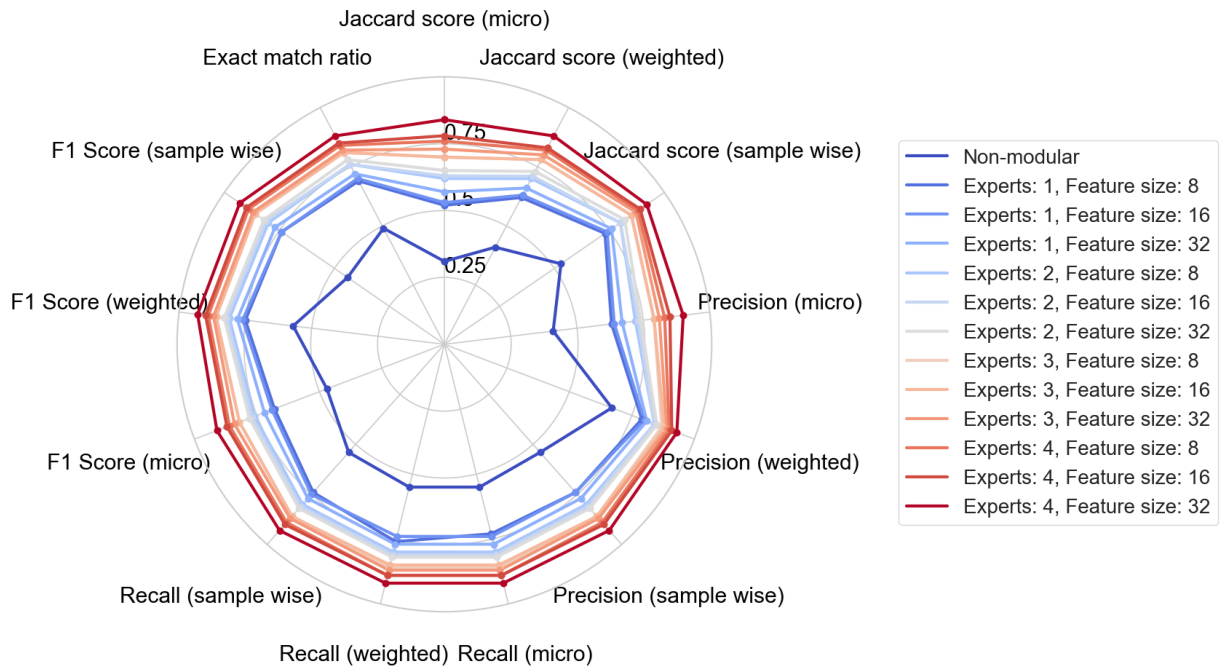 Jaccard score (micro)
Exact match ratio
Jaccard score (weighted)
0.75
F1 Score (sample wise)
Jaccard score (sample wise)
0.5
0.25
F1 Score (weighted)
Precision (micro)
F1 Score (micro)
Precision (weighted)
Recall (sample wise)
Precision (sample wise)
Recall (weighted)
Recall (micro)
Non-modular
Experts: 1, Feature size: 8
Experts: 1, Feature size: 16
Experts: 1, Feature size: 32
Experts: 2, Feature size: 8
Experts: 2, Feature size: 16
Experts: 2, Feature size: 32
Experts: 3, Feature size: 8
Experts: 3, Feature size: 16
Experts: 3, Feature size: 32
Experts: 4, Feature size: 8
Experts: 4, Feature size: 16
Experts: 4, Feature size: 32